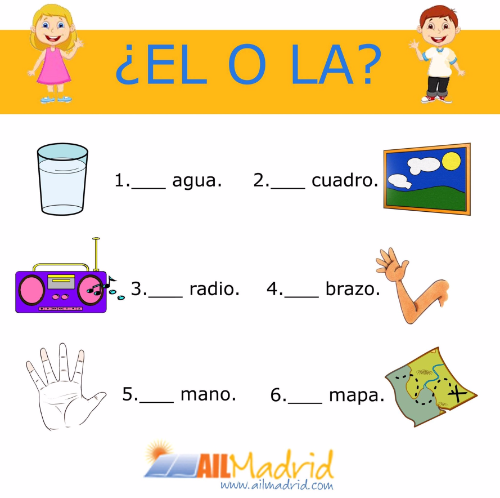 ¿EL O LA?
1.___ agua. 2.___ cuadro.
3.___ radio. 4.___ brazo.
5.___ mano. 6.___ mapa.
AILMadrid
www.ailmadrid.com